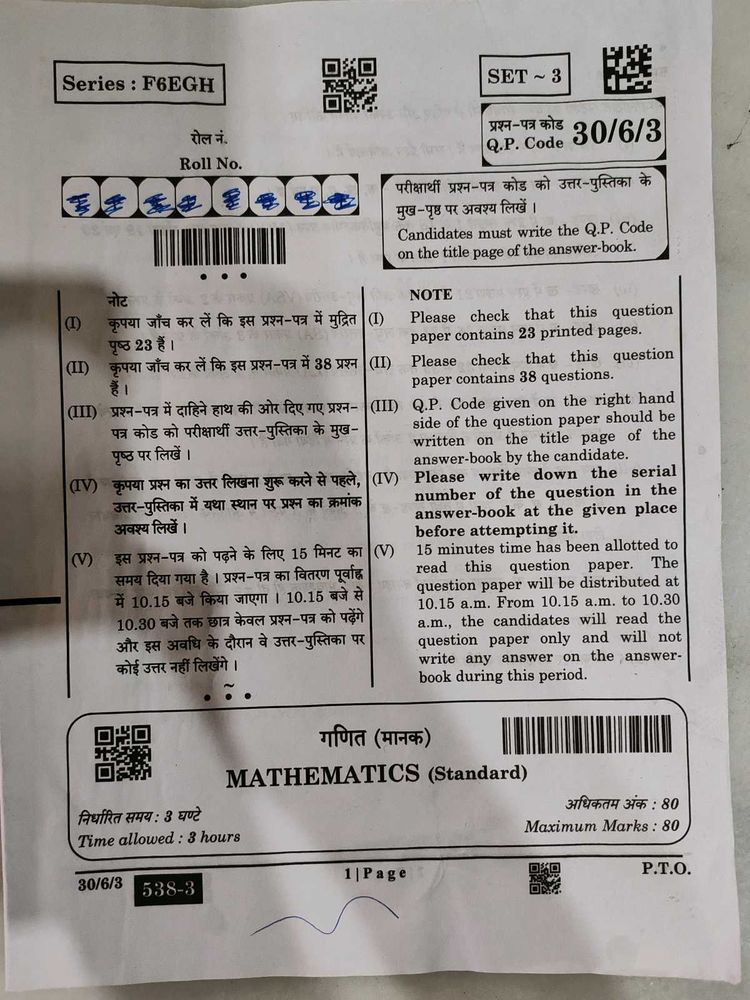 Series : F6EGH
SET ~ 3
प्रश्न-पत्र कोड
Q.P. Code 30/6/3
रोल नं.
Roll No.
परीक्षार्थी प्रश्न-पत्र कोड को उत्तर-पुस्तिका के
मुख-पृष्ठ पर अवश्य लिखें ।
Candidates must write the Q.P. Code
on the title page of the answer-book.
नोट
(I) कृपया जाँच कर लें कि इस प्रश्न-पत्र में मुद्रित
पृष्ठ 23 हैं ।
(II) कृपया जाँच कर लें कि इस प्रश्न-पत्र में 38 प्रश्न
हैं ।
(III) प्रश्न-पत्र में दाहिने हाथ की ओर दिए गए प्रश्न-
पत्र कोड को परीक्षार्थी उत्तर-पुस्तिका के मुख-
पृष्ठ पर लिखें ।
(IV) कृपया प्रश्न का उत्तर लिखना शुरू करने से पहले,
उत्तर-पुस्तिका में यथा स्थान पर प्रश्न का क्रमांक
अवश्य लिखें ।
(V) इस प्रश्न-पत्र को पढ़ने के लिए 15 मिनट का
समय दिया गया है । प्रश्न-पत्र का वितरण पूर्वाह्न
में 10.15 बजे किया जाएगा । 10.15 बजे से
10.30 बजे तक छात्र केवल प्रश्न-पत्र को पढ़ेंगे
और इस अवधि के दौरान वे उत्तर-पुस्तिका पर
कोई उत्तर नहीं लिखेंगे ।
NOTE
(I) Please check that this question
paper contains 23 printed pages.
(II) Please check that this question
paper contains 38 questions.
(III) Q.P. Code given on the right hand
side of the question paper should be
written on the title page of the
answer-book by the candidate.
(IV) Please write down the serial
number of the question in the
answer-book at the given place
before attempting it.
(V) 15 minutes time has been allotted to
read this question paper. The
question paper will be distributed at
10.15 a.m. From 10.15 a.m. to 10.30
a.m., the candidates will read the
question paper only and will not
write any answer on the answer-
book during this period.
गणित (मानक)
MATHEMATICS (Standard)
निर्धारित समय : 3 घण्टे
Time allowed : 3 hours
अधिकतम अंक : 80
Maximum Marks : 80
30/6/3
538-3
1|Page
P.T.O.